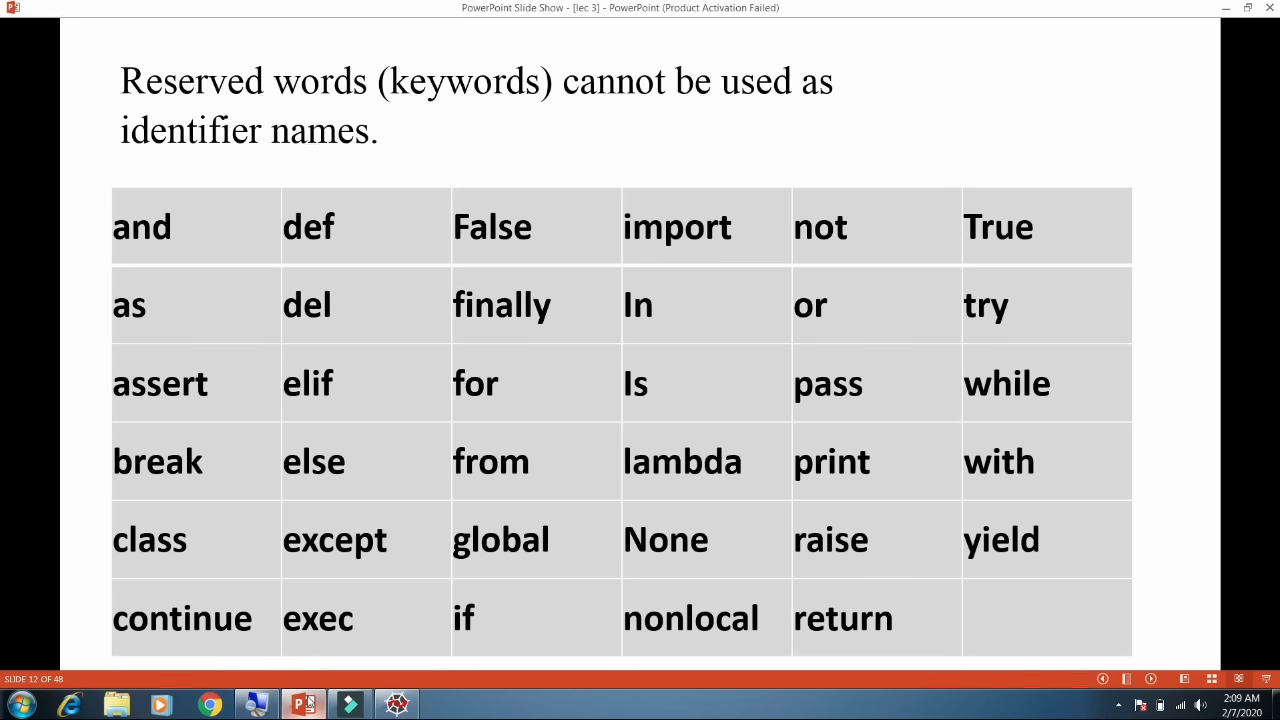 PowerPoint Slide Show - [lec 3] - PowerPoint (Product Activation Failed)
Reserved words (keywords) cannot be used as
identifier names.
and def False import not True
as del finally In or try
assert elif for Is pass while
break else from lambda print with
class except global None raise yield
continue exec if nonlocal return
SLIDE 12 OF 48
2:09 AM
2/7/2020